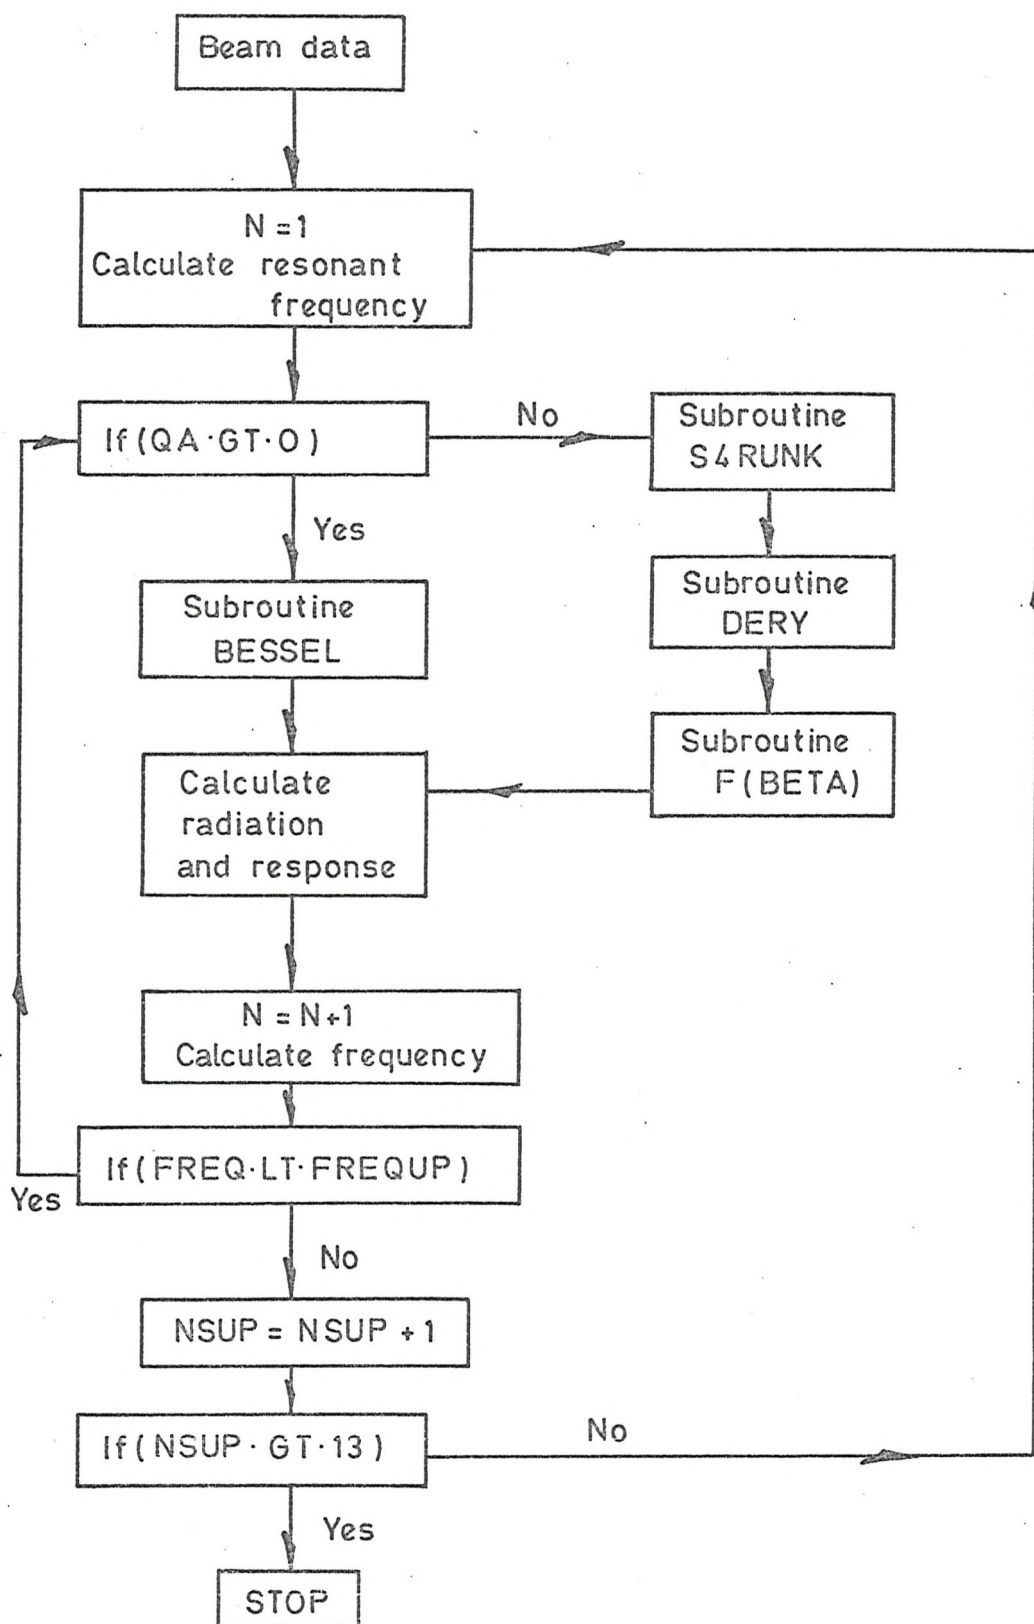 Beam data
N = 1
Calculate resonant
frequency
If (QA·GT·O)
No
Subroutine
S4RUNK
Yes
Subroutine
DERY
Subroutine
BESSEL
Subroutine
F(BETA)
Calculate
radiation
and response
N = N+1
Calculate frequency
If (FREQ·LT·FREQUP)
Yes
No
NSUP = NSUP + 1
If (NSUP·GT·13)
No
Yes
STOP